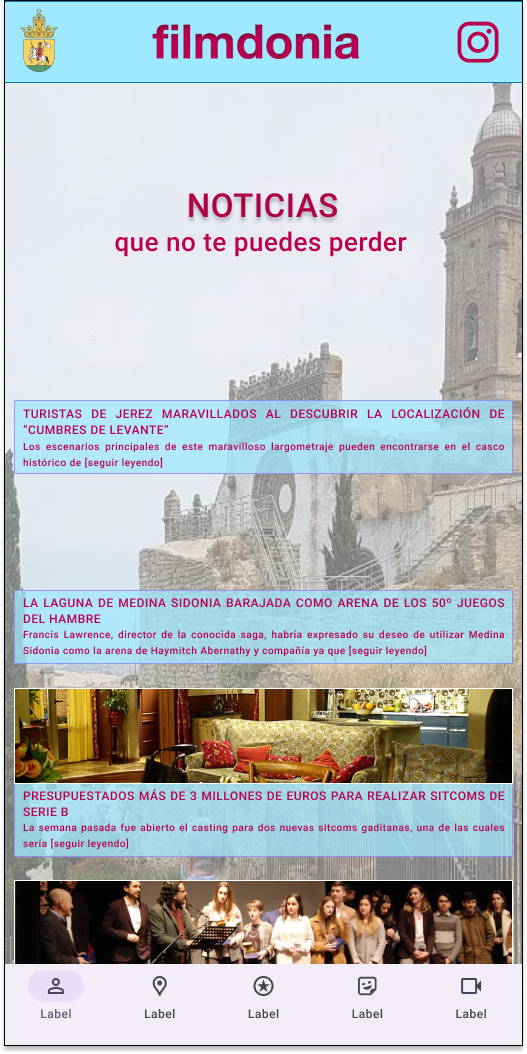 filmdonia
NOTICIAS
que no te puedes perder
TURISTAS DE JEREZ MARAVILLADOS AL DESCUBRIR LA LOCALIZACIÓN DE
“CUMBRES DE LEVANTE”
Los escenarios principales de este maravilloso largometraje pueden encontrarse en el casco
histórico de [seguir leyendo]
LA LAGUNA DE MEDINA SIDONIA BARAJADA COMO ARENA DE LOS 50º JUEGOS
DEL HAMBRE
Francis Lawrence, director de la conocida saga, habría expresado su deseo de utilizar Medina
Sidonia como la arena de Haymitch Abernathy y compañía ya que [seguir leyendo]
PRESUPUESTADOS MÁS DE 3 MILLONES DE EUROS PARA REALIZAR SITCOMS DE
SERIE B
La semana pasada fue abierto el casting para dos nuevas sitcoms gaditanas, una de las cuales
sería [seguir leyendo]
Label Label Label Label Label